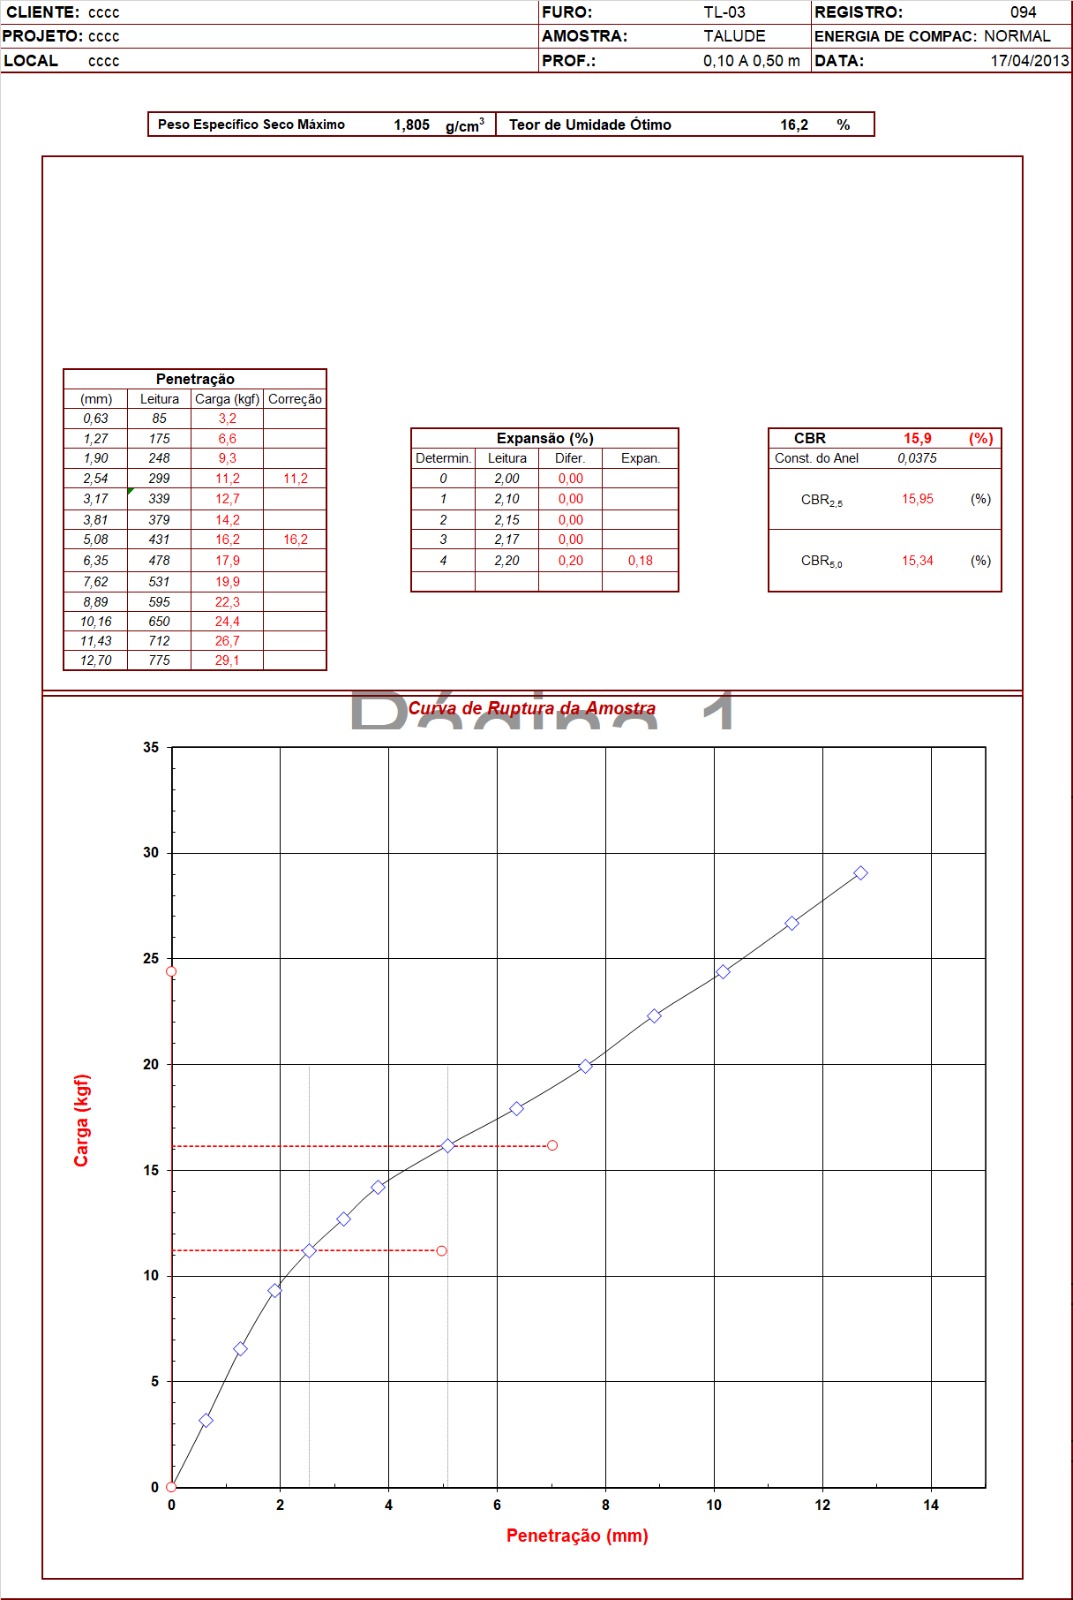 CLIENTE: cccc FURO: TL-03 REGISTRO: 094
PROJETO: cccc AMOSTRA: TALUDE ENERGIA DE COMPAC: NORMAL
LOCAL cccc PROF.: 0,10 A 0,50 m DATA: 17/04/2013
Peso Específico Seco Máximo 1,805 g/cm³ Teor de Umidade Ótimo 16,2 %
Penetração
(mm) Leitura Carga (kgf) Correção
0,63 85 3,2
1,27 175 6,6
1,90 248 9,3
2,54 299 11,2 11,2
3,17 339 12,7
3,81 379 14,2
5,08 431 16,2 16,2
6,35 478 17,9
7,62 531 19,9
8,89 595 22,3
10,16 650 24,4
11,43 712 26,7
12,70 775 29,1
Expansão (%)
Determin. Leitura Difer. Expan.
0 2,00 0,00
1 2,10 0,00
2 2,15 0,00
3 2,17 0,00
4 2,20 0,20 0,18
CBR 15,9 (%)
Const. do Anel 0,0375
CBR2,5 15,95 (%)
CBR5,0 15,34 (%)
Página 1
Curva de Ruptura da Amostra
35
30
25
20
15
10
5
0
Carga (kgf)
0 2 4 6 8 10 12 14
Penetração (mm)